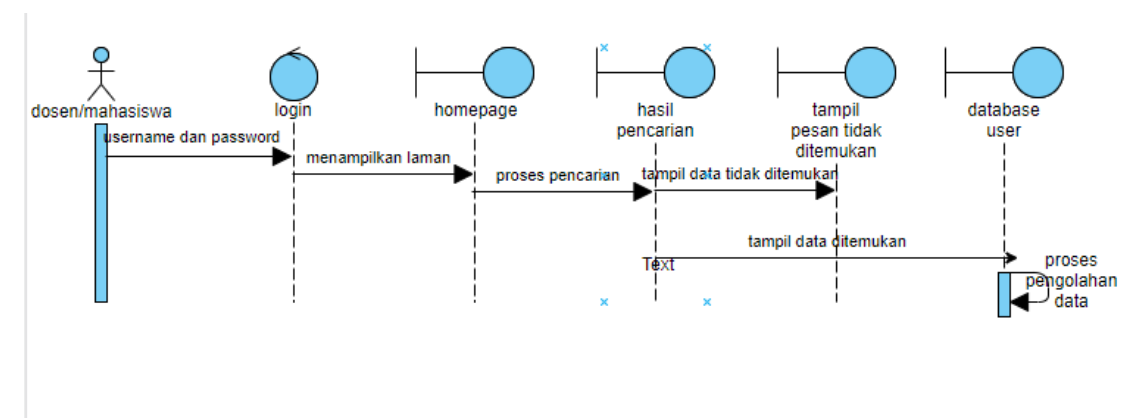 dosen/mahasiswa
login
homepage
hasil
pencarian
tampil
pesan tidak
ditemukan
database
user
username dan password
menampilkan laman
proses pencarian
tampil data tidak ditemukan
tampil data ditemukan
Text
proses
pengolahan
data